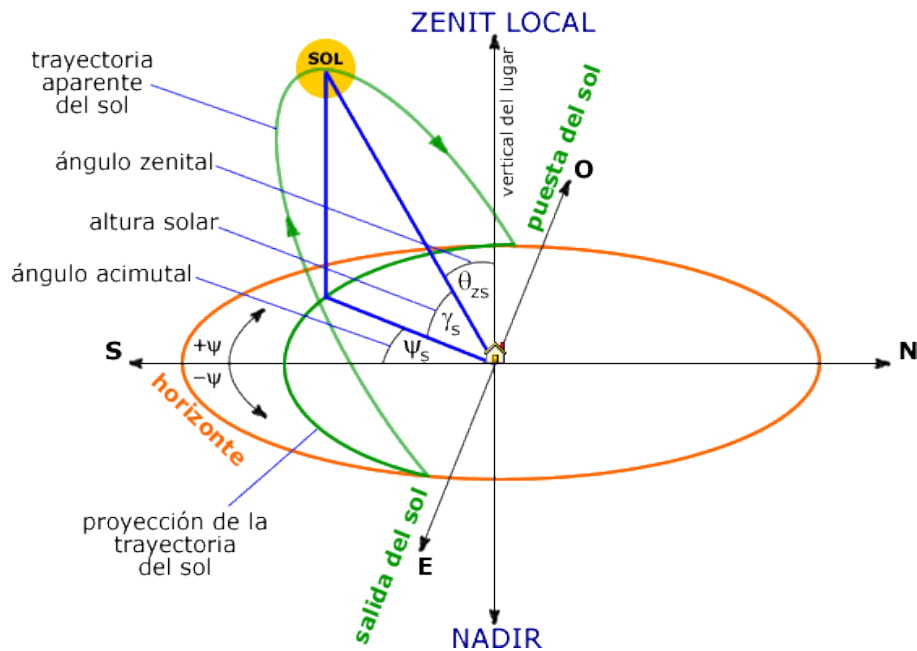 ZENIT LOCAL
trayectoria
aparente
del sol
SOL
vertical del lugar
puesta del sol
ángulo zenital
O
altura solar
ángulo acimutal
θzs
γs
ψs
S
+ψ
−ψ
N
horizonte
proyección de la
trayectoria
del sol
salida del sol
E
NADIR